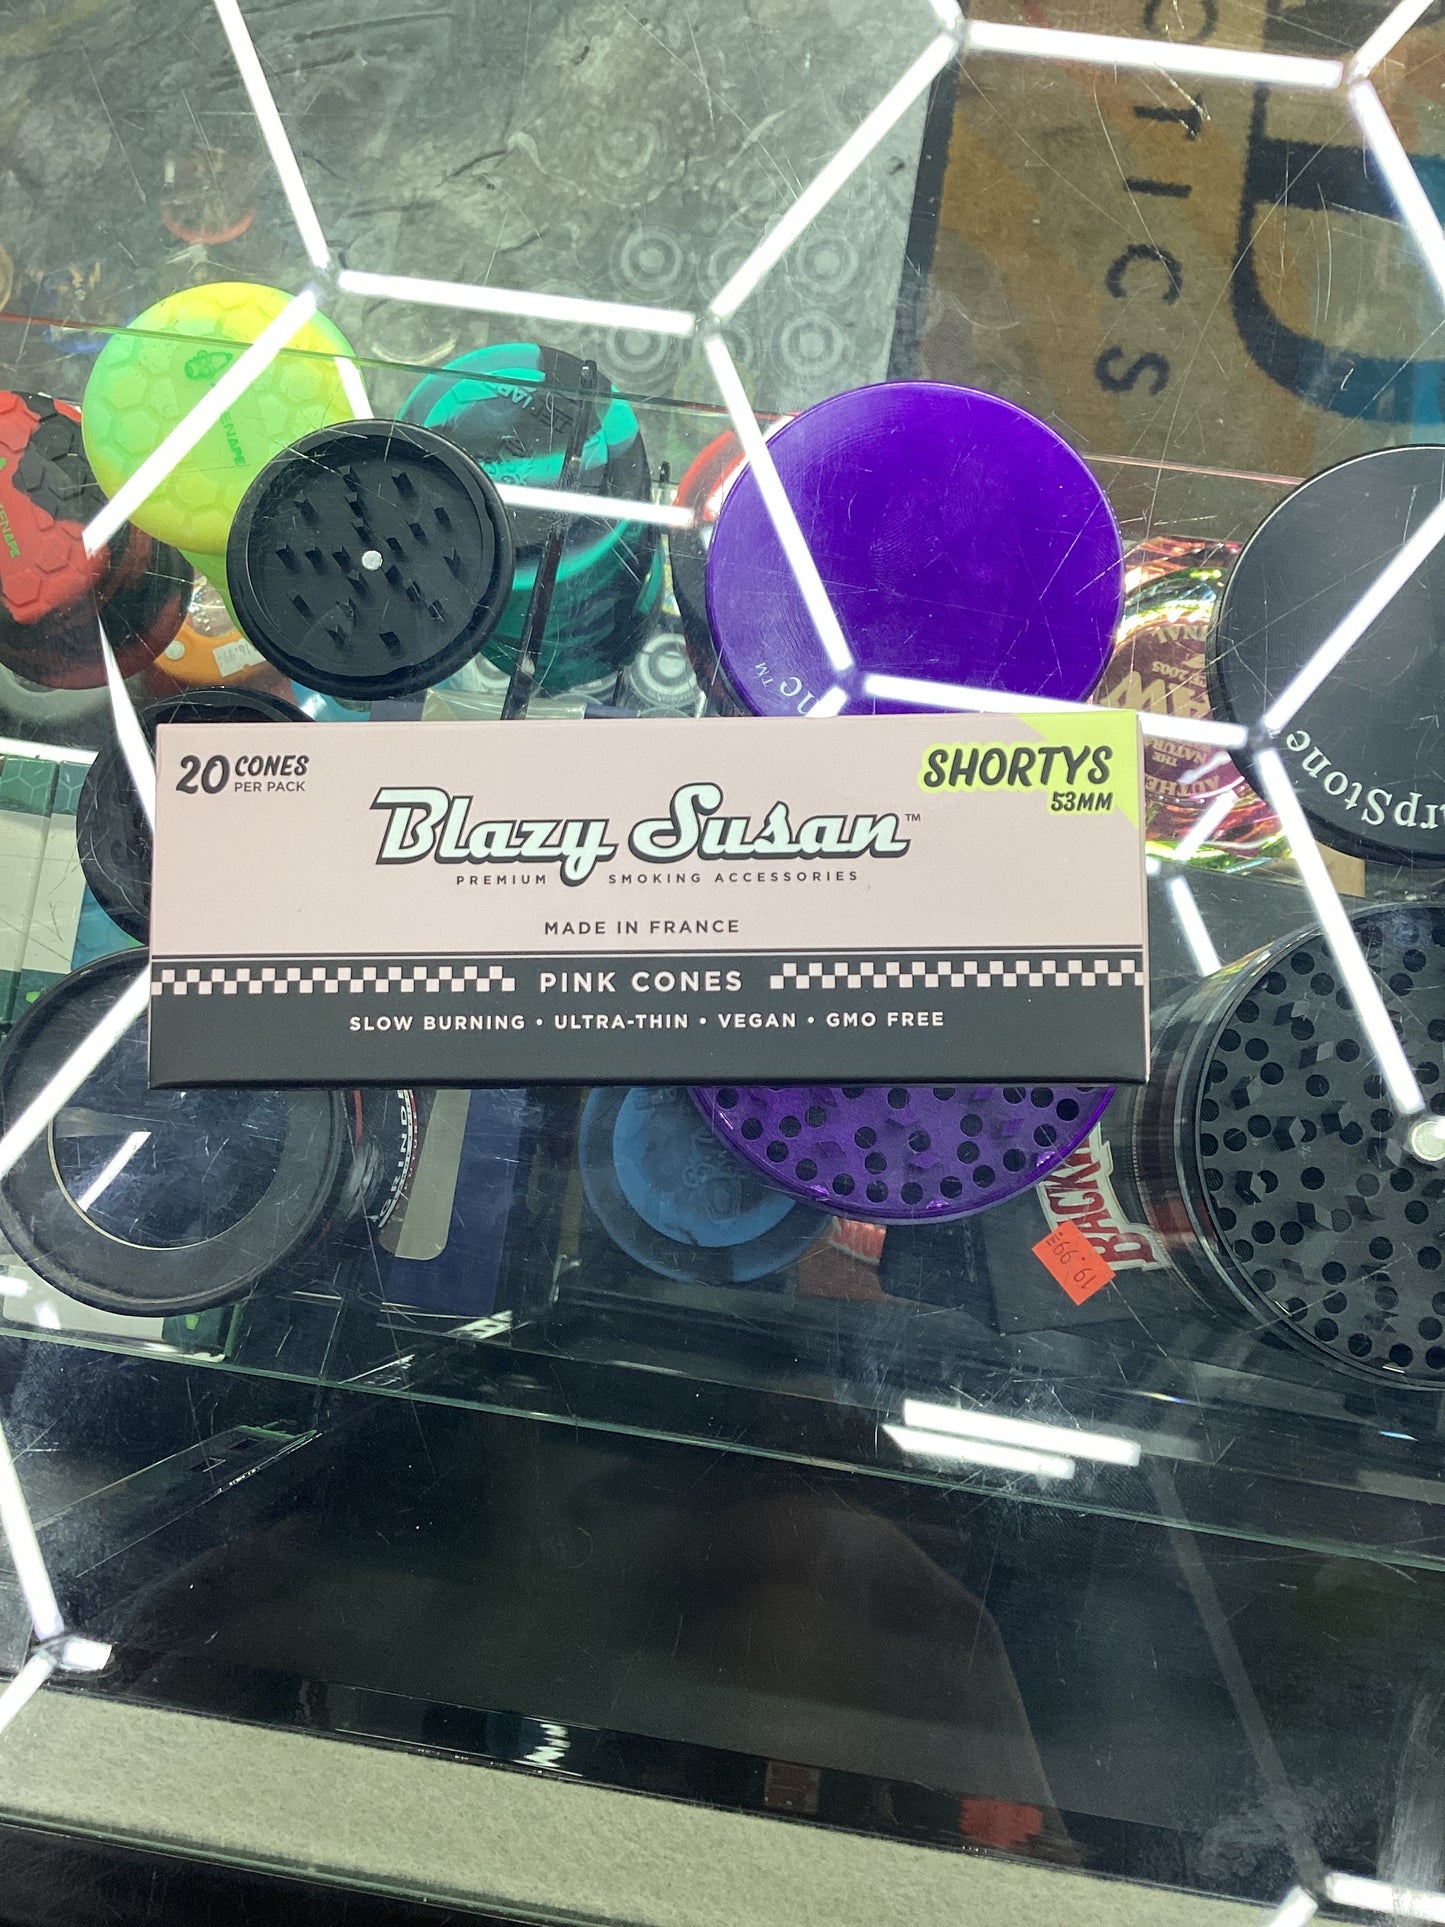 CTICS
20 CONES
PER PACK
SHORTYS
53MM
Blazy Susan™
PREMIUM SMOKING ACCESSORIES
MADE IN FRANCE
PINK CONES
SLOW BURNING • ULTRA-THIN • VEGAN • GMO FREE
19.99